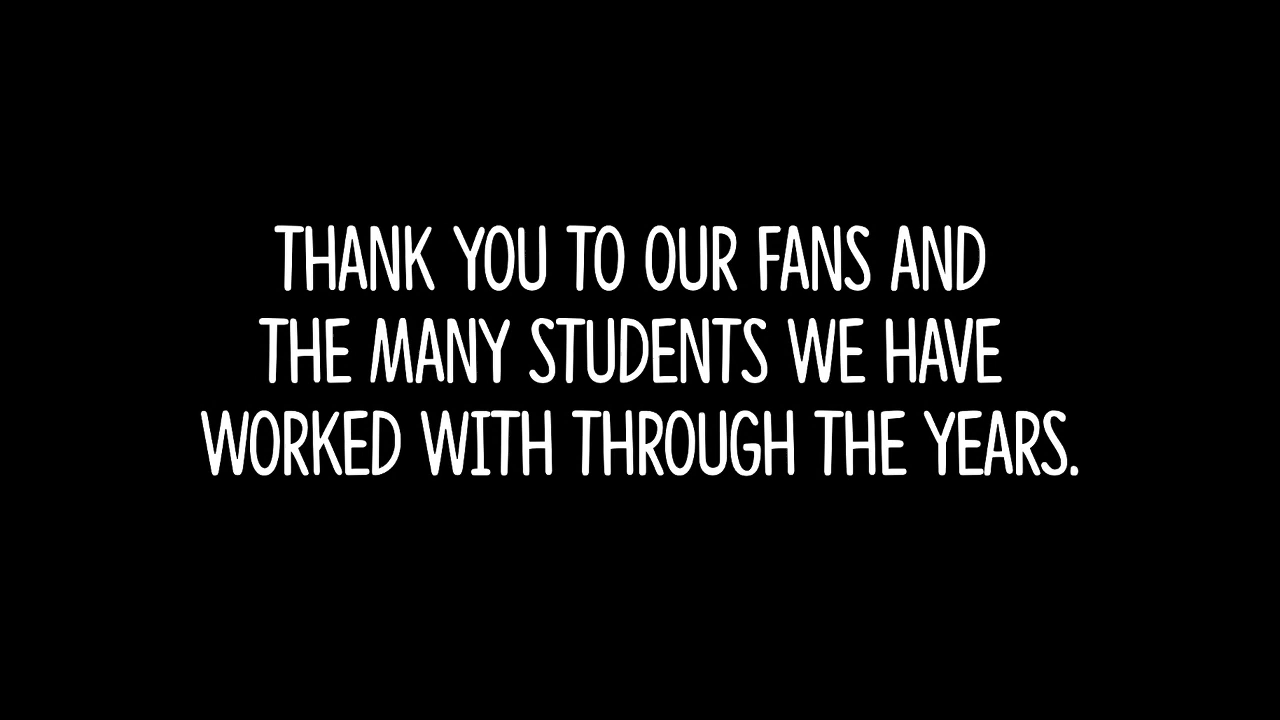 THANK YOU TO OUR FANS AND
THE MANY STUDENTS WE HAVE
WORKED WITH THROUGH THE YEARS.